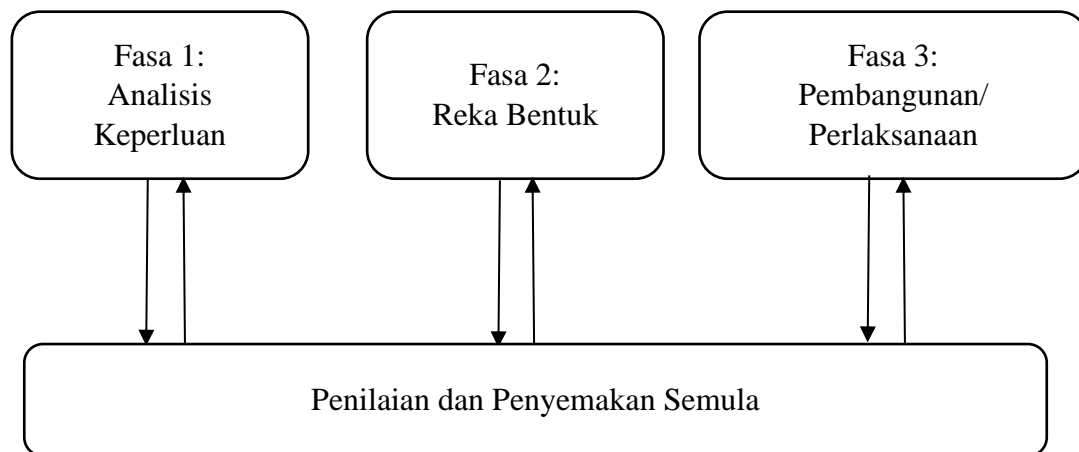 Fasa 1:
Analisis
Keperluan
Fasa 2:
Reka Bentuk
Fasa 3:
Pembangunan/
Perlaksanaan
Penilaian dan Penyemakan Semula